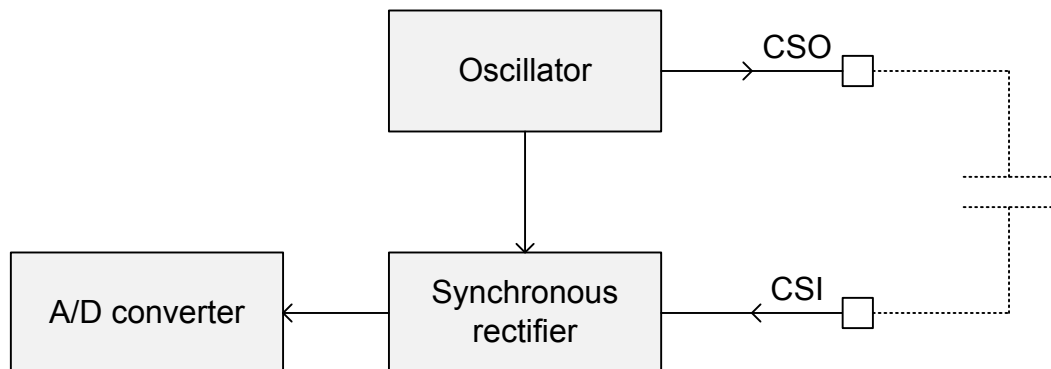 Oscillator
CSO
A/D converter
Synchronous
rectifier
CSI